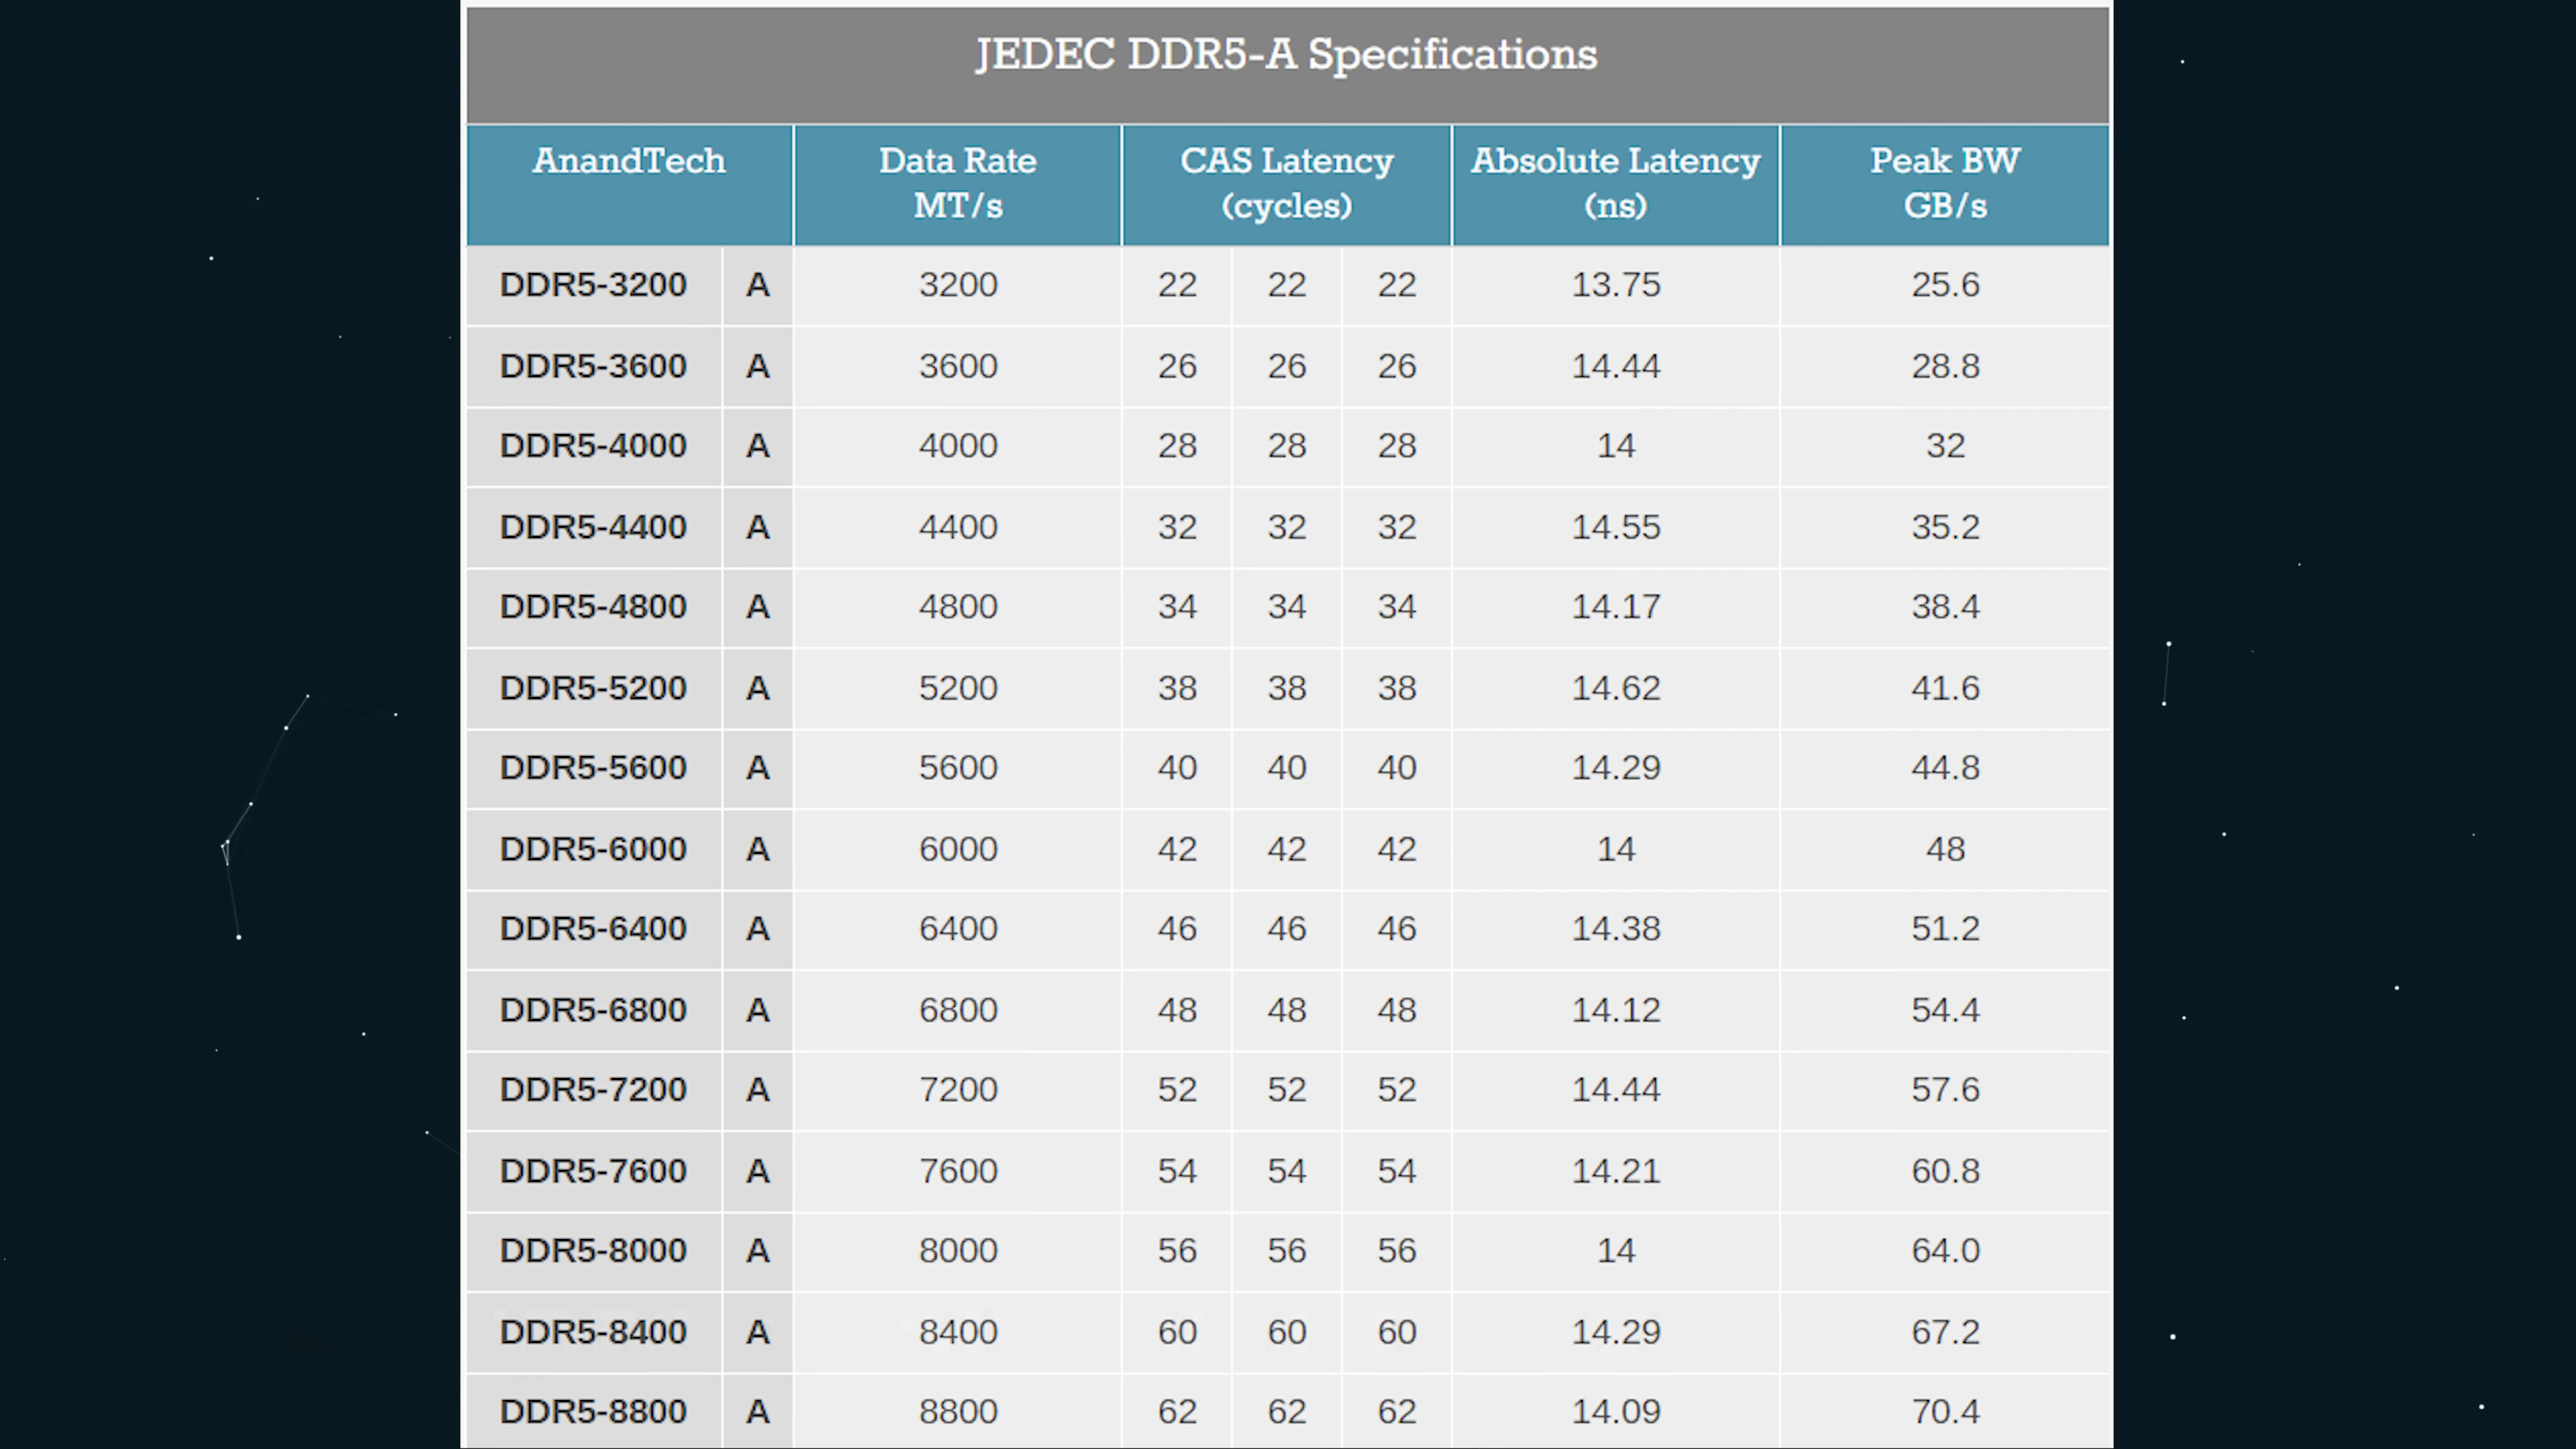 JEDEC DDR5-A Specifications
AnandTech Data Rate MT/s CAS Latency (cycles) Absolute Latency (ns) Peak BW GB/s
DDR5-3200 A 3200 22 22 22 13.75 25.6
DDR5-3600 A 3600 26 26 26 14.44 28.8
DDR5-4000 A 4000 28 28 28 14 32
DDR5-4400 A 4400 32 32 32 14.55 35.2
DDR5-4800 A 4800 34 34 34 14.17 38.4
DDR5-5200 A 5200 38 38 38 14.62 41.6
DDR5-5600 A 5600 40 40 40 14.29 44.8
DDR5-6000 A 6000 42 42 42 14 48
DDR5-6400 A 6400 46 46 46 14.38 51.2
DDR5-6800 A 6800 48 48 48 14.12 54.4
DDR5-7200 A 7200 52 52 52 14.44 57.6
DDR5-7600 A 7600 54 54 54 14.21 60.8
DDR5-8000 A 8000 56 56 56 14 64.0
DDR5-8400 A 8400 60 60 60 14.29 67.2
DDR5-8800 A 8800 62 62 62 14.09 70.4